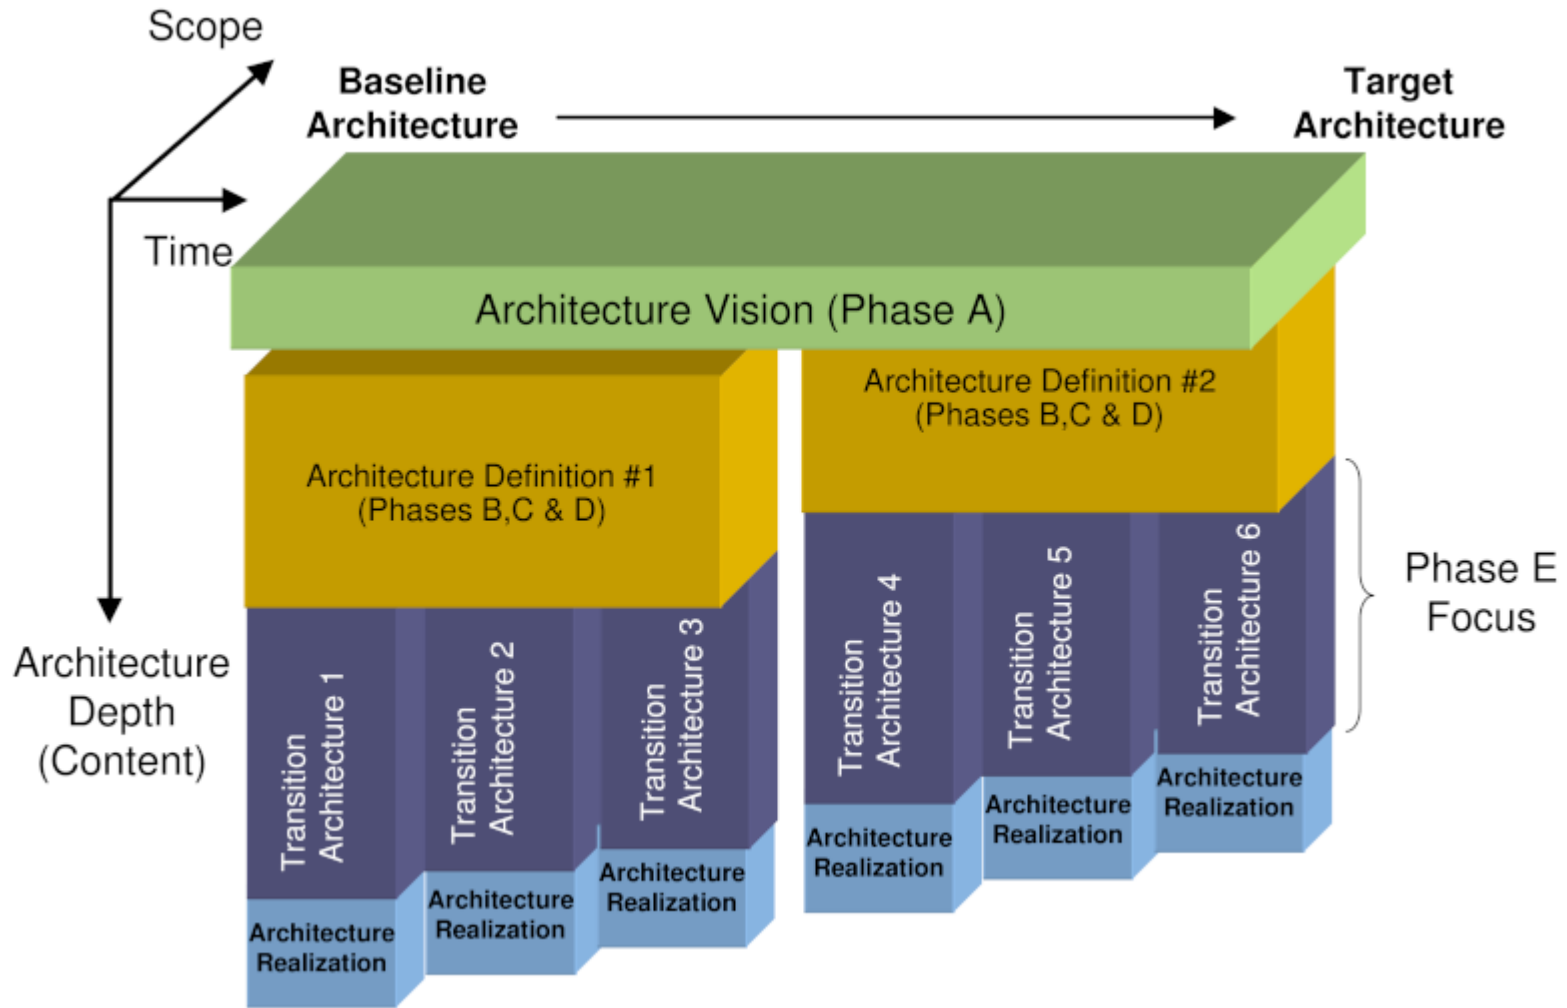 Scope
Baseline
Architecture
Target
Architecture
Time
Architecture Vision (Phase A)
Architecture Definition #1
(Phases B,C & D)
Architecture Definition #2
(Phases B,C & D)
Transition
Architecture 1
Transition
Architecture 2
Transition
Architecture 3
Transition
Architecture 4
Transition
Architecture 5
Transition
Architecture 6
Phase E
Focus
Architecture
Depth
(Content)
Architecture
Realization
Architecture
Realization
Architecture
Realization
Architecture
Realization
Architecture
Realization
Architecture
Realization